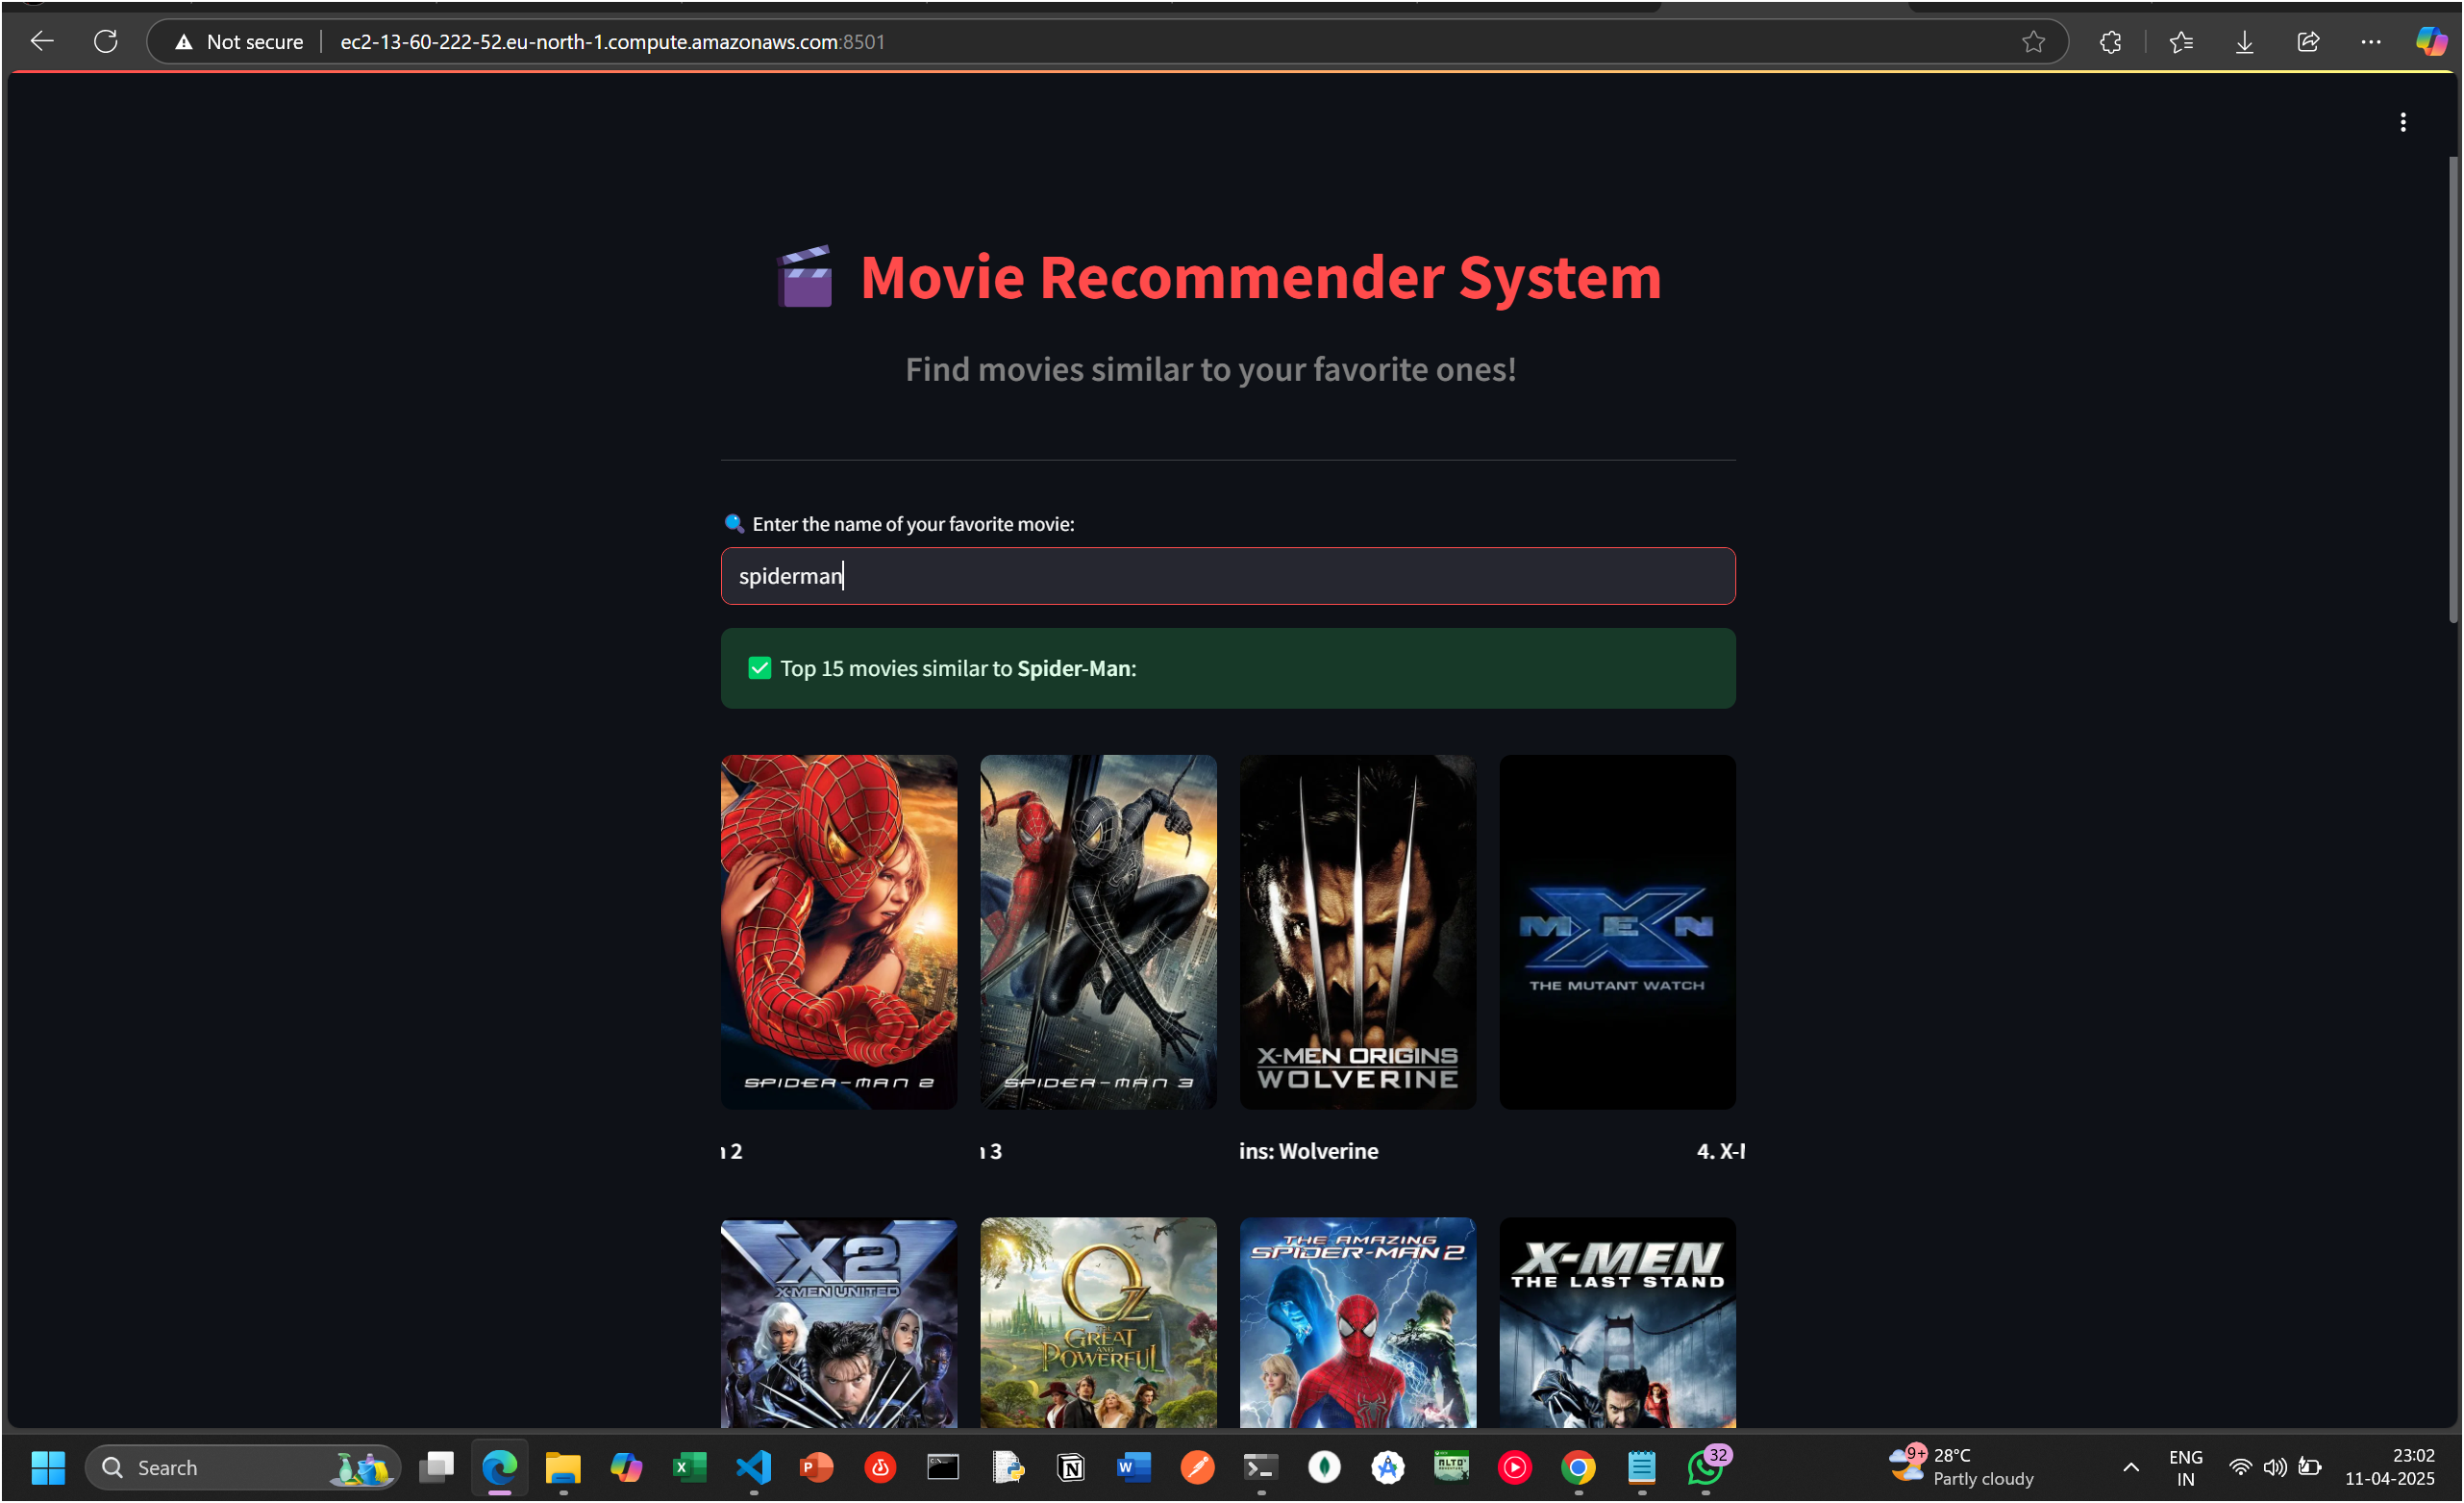 Not secure
ec2-13-60-222-52.eu-north-1.compute.amazonaws.com:8501
Movie Recommender System
Find movies similar to your favorite ones!
Enter the name of your favorite movie:
spiderman
Top 15 movies similar to Spider-Man:
SPIDER-MAN 2
SPIDER-MAN 3
X-MEN ORIGINS
WOLVERINE
X MEN
THE MUTANT WATCH
2
3
ins: Wolverine
4. X-
X2
X-MEN UNITED
OZ
THE
GREAT
AND
POWERFUL
THE AMAZING
SPIDER-MAN 2
X-MEN
THE LAST STAND
Search
32
9+
28°C
Partly cloudy
ENG
IN
23:02
11-04-2025